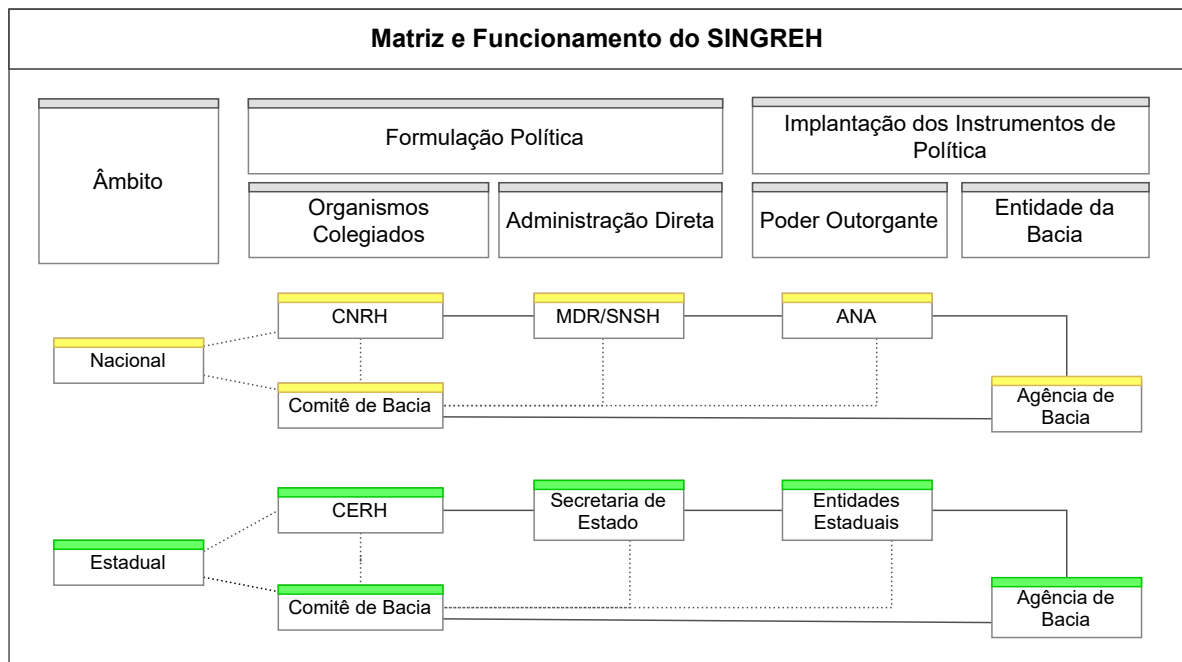 Matriz e Funcionamento do SINGREH
Âmbito
Formulação Política
Implantação dos Instrumentos de
Política
Organismos
Colegiados
Administração Direta
Poder Outorgante
Entidade da
Bacia
CNRH
MDR/SNSH
ANA
Nacional
Comitê de Bacia
Agência de
Bacia
CERH
Secretaria de
Estado
Entidades
Estaduais
Estadual
Comitê de Bacia
Agência de
Bacia